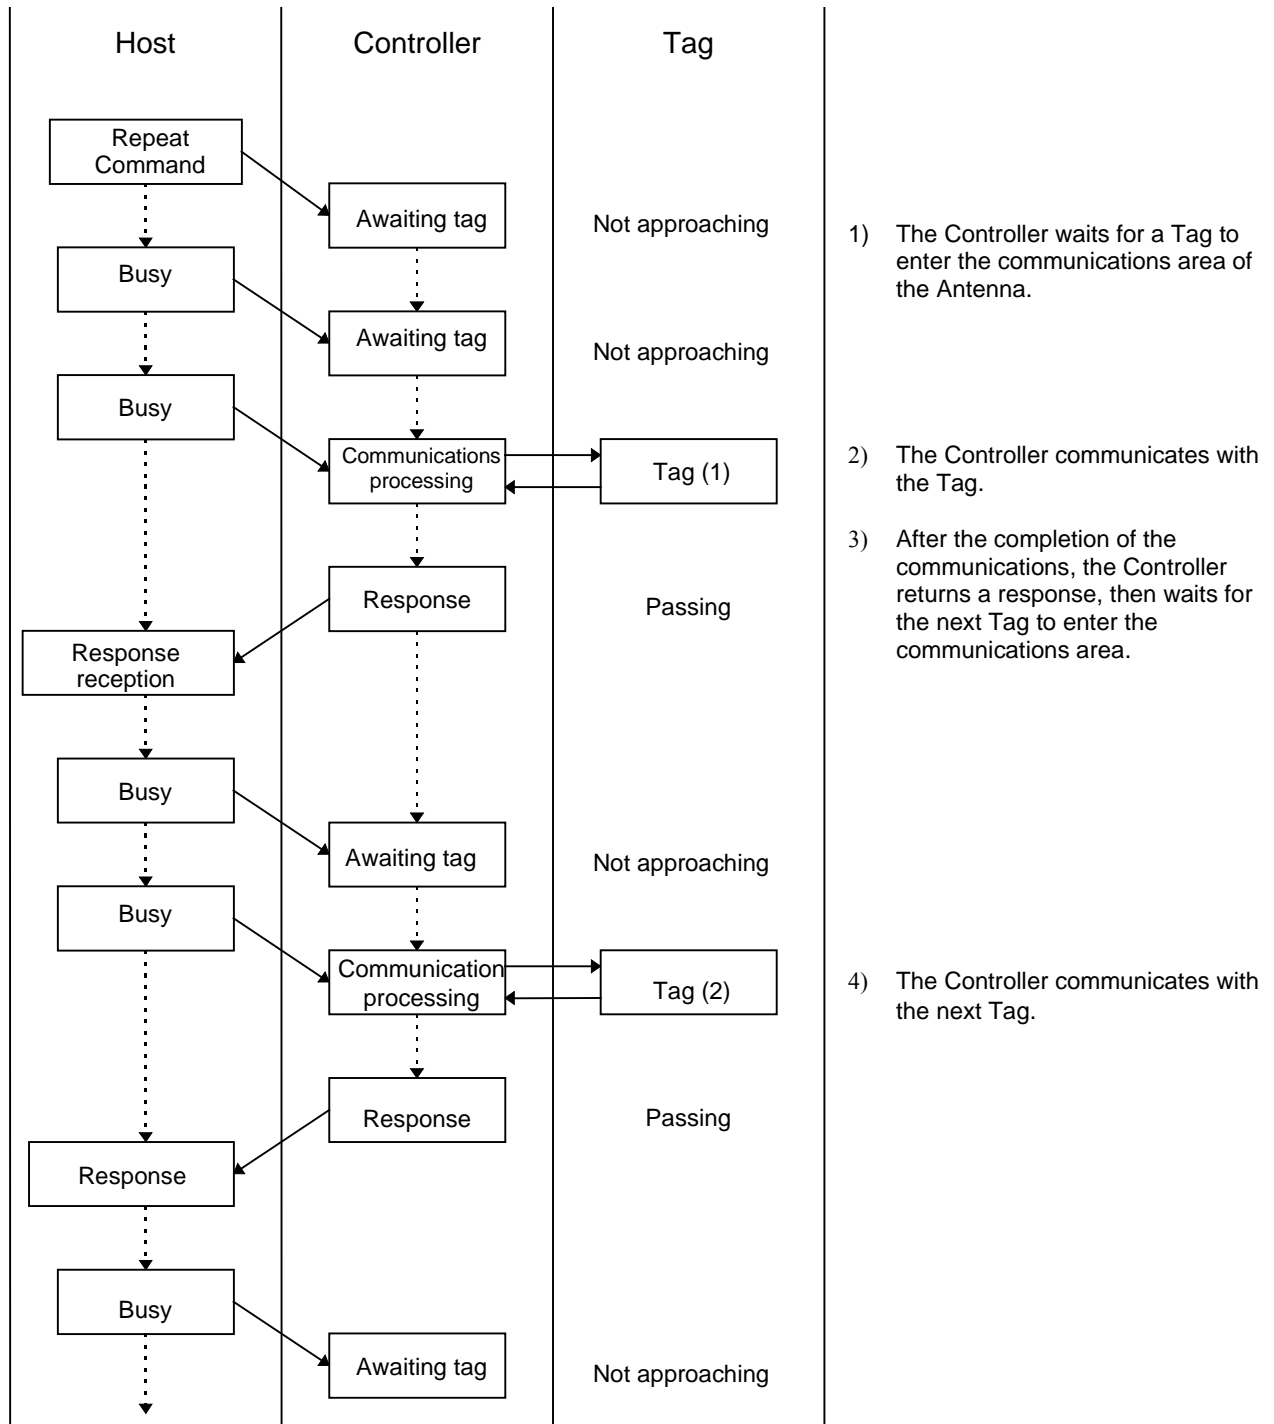 Host
Controller
Tag
Repeat
Command
Awaiting tag
Not approaching
1) The Controller waits for a Tag to
enter the communications area of
the Antenna.
Busy
Awaiting tag
Not approaching
Busy
Communications
processing
Tag (1)
2) The Controller communicates with
the Tag.
3) After the completion of the
communications, the Controller
returns a response, then waits for
the next Tag to enter the
communications area.
Response
Passing
Response
reception
Busy
Awaiting tag
Not approaching
Busy
Communication
processing
Tag (2)
4) The Controller communicates with
the next Tag.
Response
Passing
Response
Busy
Awaiting tag
Not approaching